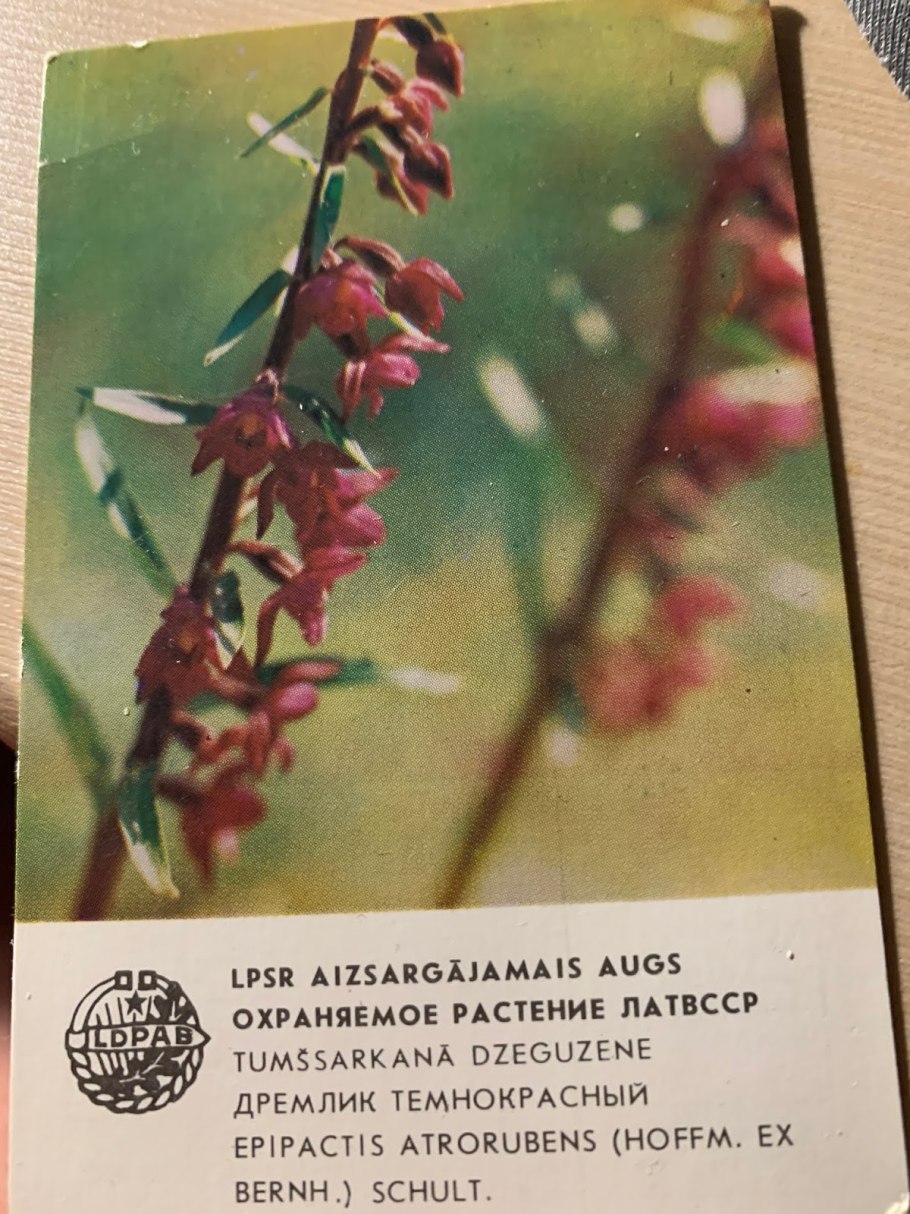 LPSR AIZSARGĀJAMAIS AUGS
ОХРАНЯЕМОЕ РАСТЕНИЕ ЛАТВССР
LDPAB
TUMŠSARKANĀ DZEGUZENE
ДРЕМЛИК ТЕМНОКРАСНЫЙ
EPIPACTIS ATRORUBENS (HOFFM. EX
BERNH.) SCHULT.